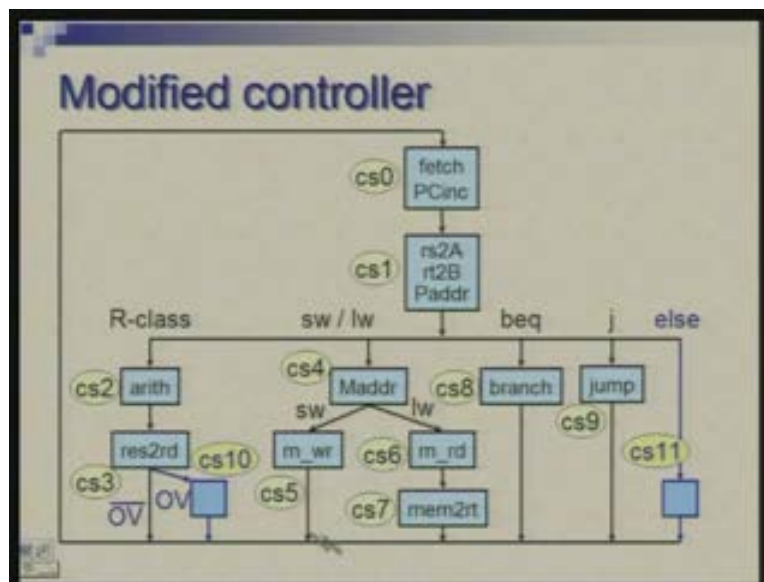 Modified controller
cs0
fetch
PCinc
cs1
rs2A
rt2B
Paddr
R-class
sw / lw
beq
j
else
cs2
arith
cs4
Maddr
cs8
branch
jump
cs9
sw
lw
res2rd
cs10
m_wr
cs6
m_rd
cs11
cs3
OV
OV
cs5
cs7
mem2rt